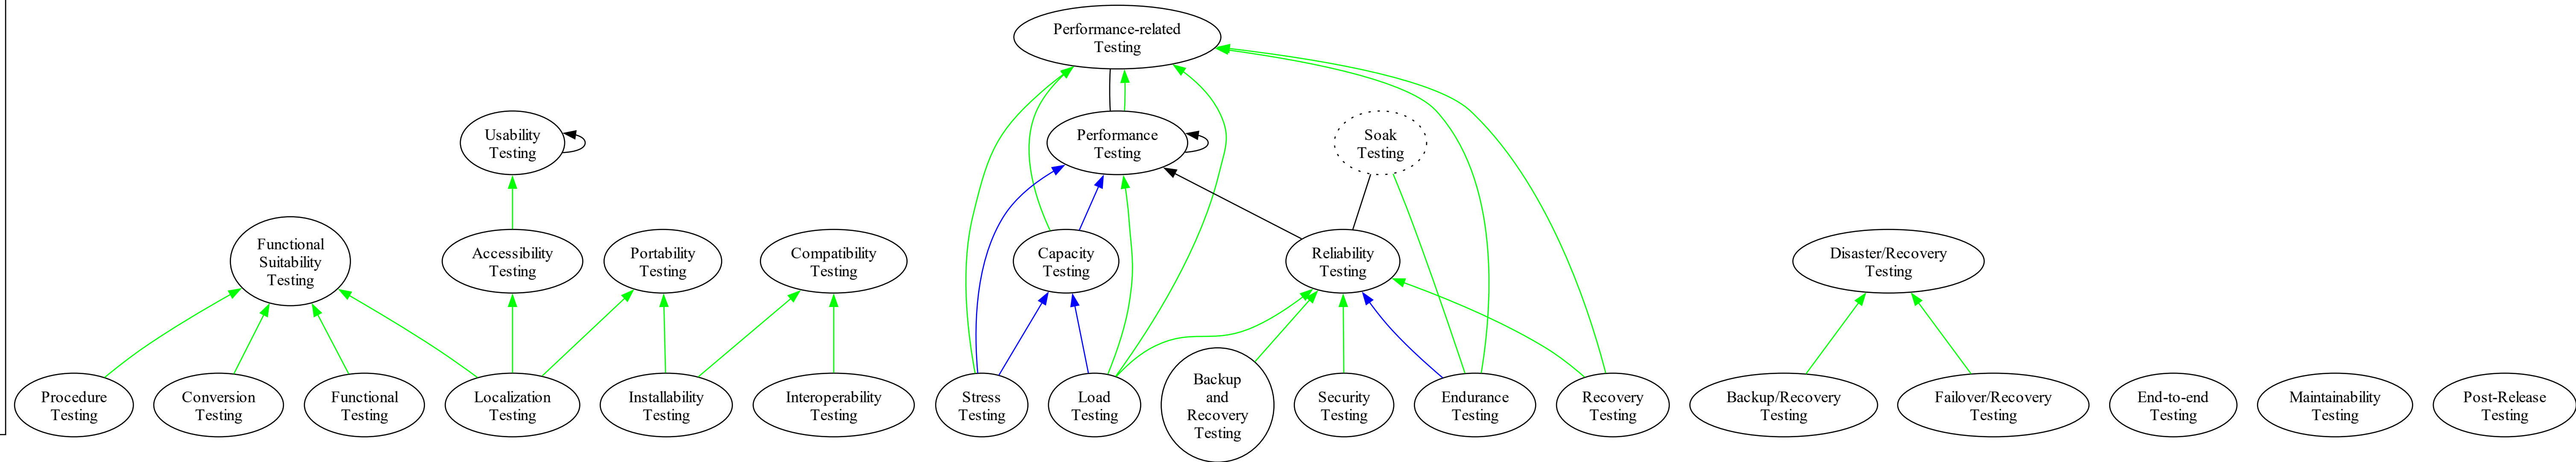 Performance-related
Testing
Usability
Testing
Performance
Testing
Soak
Testing
Functional
Suitability
Testing
Accessibility
Testing
Portability
Testing
Compatibility
Testing
Capacity
Testing
Reliability
Testing
Disaster/Recovery
Testing
Procedure
Testing
Conversion
Testing
Functional
Testing
Localization
Testing
Installability
Testing
Interoperability
Testing
Stress
Testing
Load
Testing
Backup
and
Recovery
Testing
Security
Testing
Endurance
Testing
Recovery
Testing
Backup/Recovery
Testing
Failover/Recovery
Testing
End-to-end
Testing
Maintainability
Testing
Post-Release
Testing